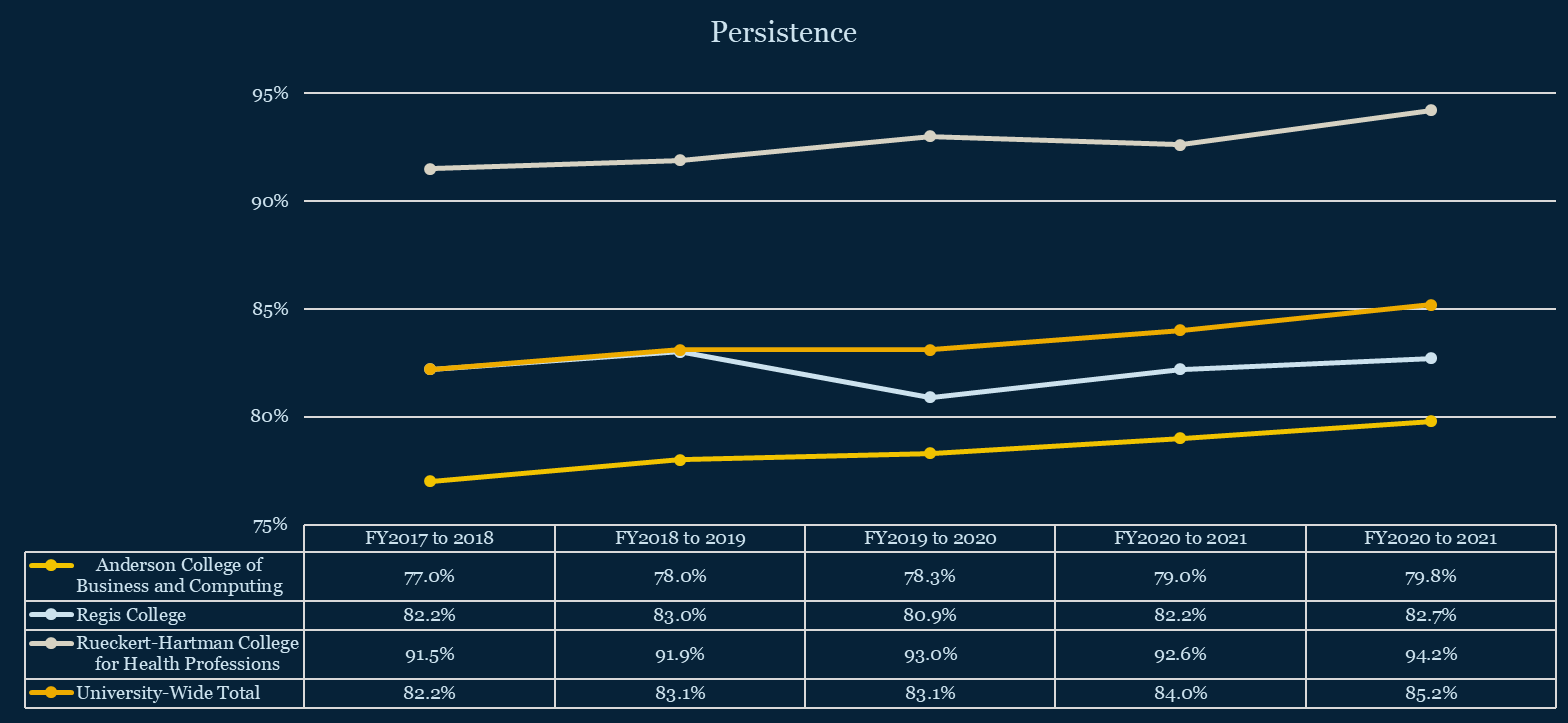 Persistence
95%
90%
85%
80%
75%
FY2017 to 2018 FY2018 to 2019 FY2019 to 2020 FY2020 to 2021 FY2020 to 2021
Anderson College of
Business and Computing 77.0% 78.0% 78.3% 79.0% 79.8%
Regis College 82.2% 83.0% 80.9% 82.2% 82.7%
Rueckert-Hartman College
for Health Professions 91.5% 91.9% 93.0% 92.6% 94.2%
University-Wide Total 82.2% 83.1% 83.1% 84.0% 85.2%